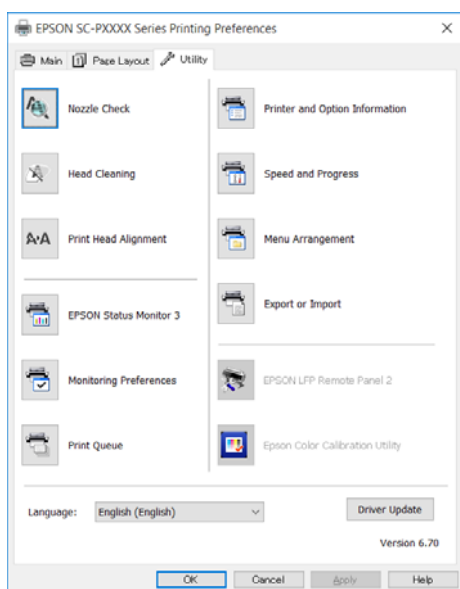 EPSON SC-PXXXX Series Printing Preferences
Main
Page Layout
Utility
Nozzle Check
Printer and Option Information
Head Cleaning
Speed and Progress
Print Head Alignment
Menu Arrangement
EPSON Status Monitor 3
Export or Import
Monitoring Preferences
EPSON LFP Remote Panel 2
Print Queue
Epson Color Calibration Utility
Language:
English (English)
Driver Update
Version 6.70
OK
Cancel
Apply
Help